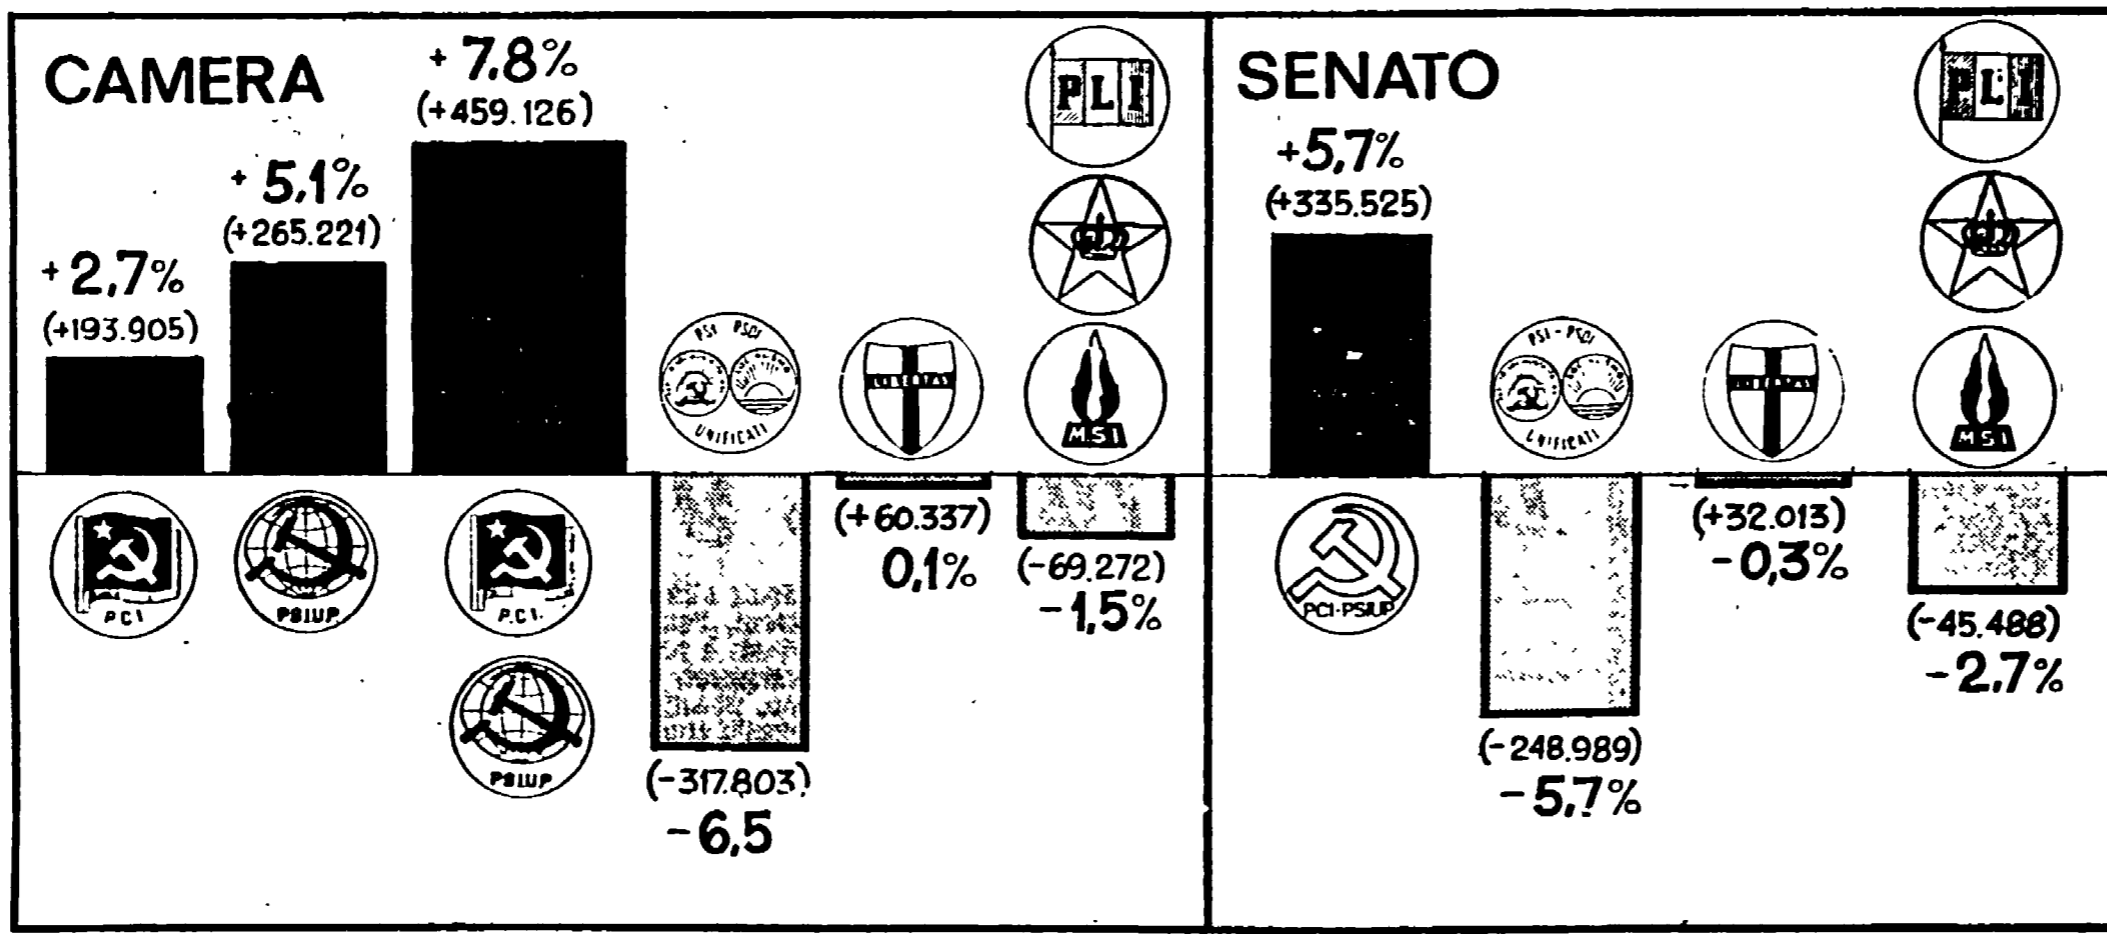 CAMERA
+2,7%
(+193.905)
+5,1%
(+265.221)
+7.8%
(+459.126)
PSI PSDI
UNIFICATI
LIBERTAS
PLI
M.S.I
PCI
PSIUP
P.C.I.
PSIUP
(-317.803)
-6,5
(+60.337)
0,1%
(-69.272)
-1,5%
SENATO
+5,7%
(+335.525)
PSI-PSDI
UNIFICATI
LIBERTAS
PLI
MSI
PCI-PSIUP
(-248.989)
-5,7%
(+32.013)
-0,3%
(-45.488)
-2.7%